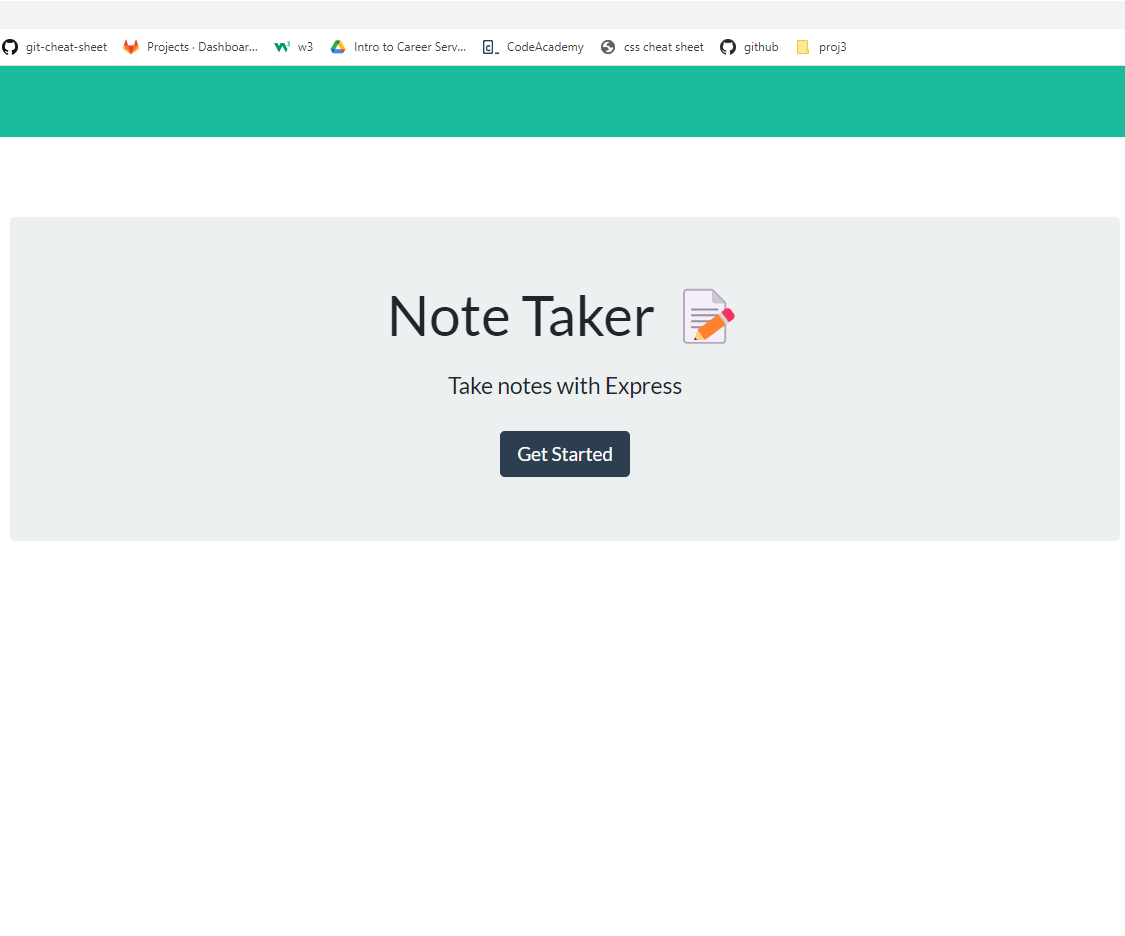 git-cheat-sheet Projects · Dashboar... w3 Intro to Career Serv... CodeAcademy css cheat sheet github proj3
Note Taker
Take notes with Express
Get Started